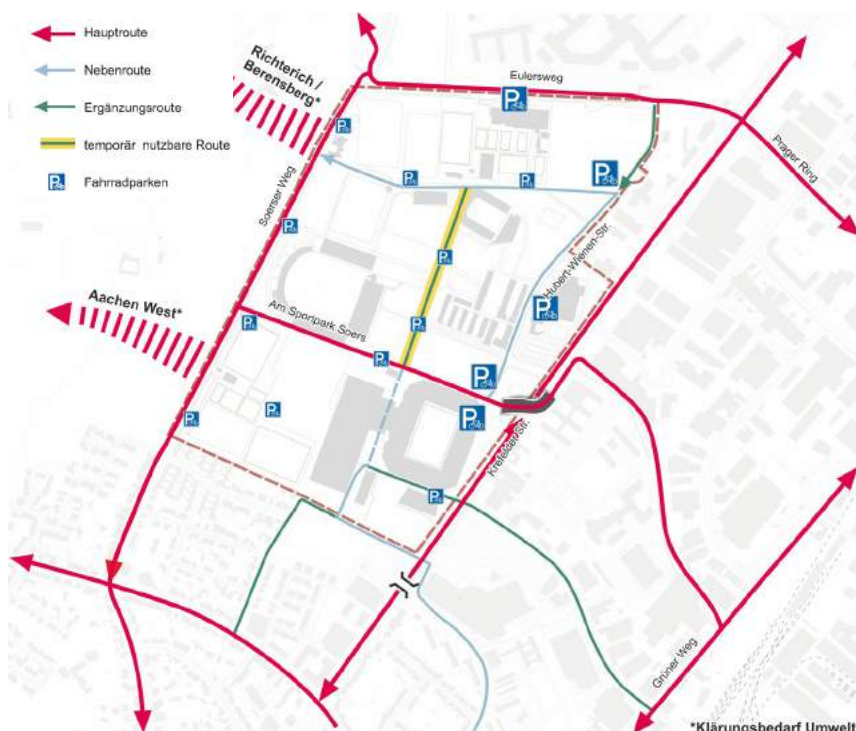 Hauptroute
Nebenroute
Ergänzungsroute
temporär nutzbare Route
Fahrradparken
Richterich /
Berensberg*
Eulersweg
Prager Ring
Soerser Weg
Hubert-Wienen-Str.
Aachen West*
Am Sportpark Soers
Krefelder Str.
Grüner Weg
*Klärungsbedarf Umwelt